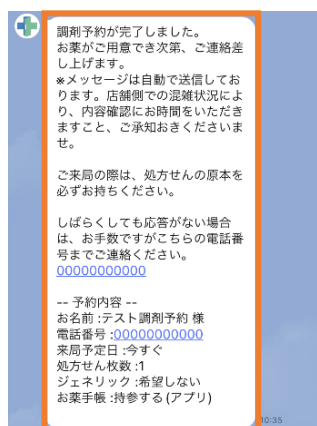 調剤予約が完了しました。
お薬がご用意でき次第、ご連絡差
し上げます。
※メッセージは自動で送信してお
ります。店舗側での混雑状況によ
り、内容確認にお時間をいただき
ますこと、ご承知おきくださいま
せ。
ご来局の際は、処方せんの原本を
必ずお持ちください。
しばらくしても応答がない場合
は、お手数ですがこちらの電話番
号までご連絡ください。
00000000000
-- 予約内容 --
お名前 :テスト調剤予約 様
電話番号 :00000000000
来局予定日 :今すぐ
処方せん枚数 :1
ジェネリック :希望しない
お薬手帳 :持参する (アプリ)
10:35